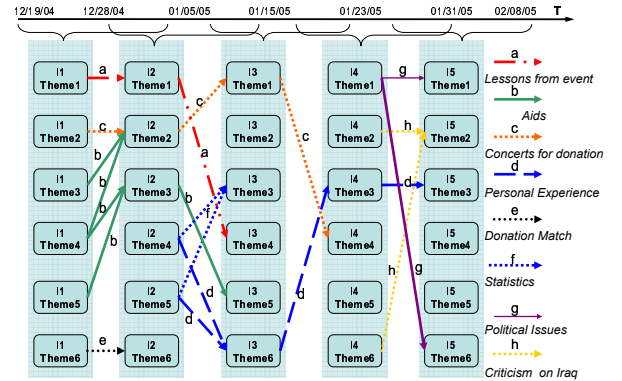 12/19/04 12/28/04 01/05/05 01/15/05 01/23/05 01/31/05 02/08/05 T
I1 Theme1
I2 Theme1
I3 Theme1
I4 Theme1
I5 Theme1
I1 Theme2
I2 Theme2
I3 Theme2
I4 Theme2
I5 Theme2
I1 Theme3
I2 Theme3
I3 Theme3
I4 Theme3
I5 Theme3
I1 Theme4
I2 Theme4
I3 Theme4
I4 Theme4
I5 Theme4
I1 Theme5
I2 Theme5
I3 Theme5
I4 Theme5
I5 Theme5
I1 Theme6
I2 Theme6
I3 Theme6
I4 Theme6
I5 Theme6
a
c
b
b
b
b
e
c
a
b
f
d
d
c
d
g
h
d
g
h
a
Lessons from event
b
Aids
c
Concerts for donation
d
Personal Experience
e
Donation Match
f
Statistics
g
Political Issues
h
Criticism on Iraq